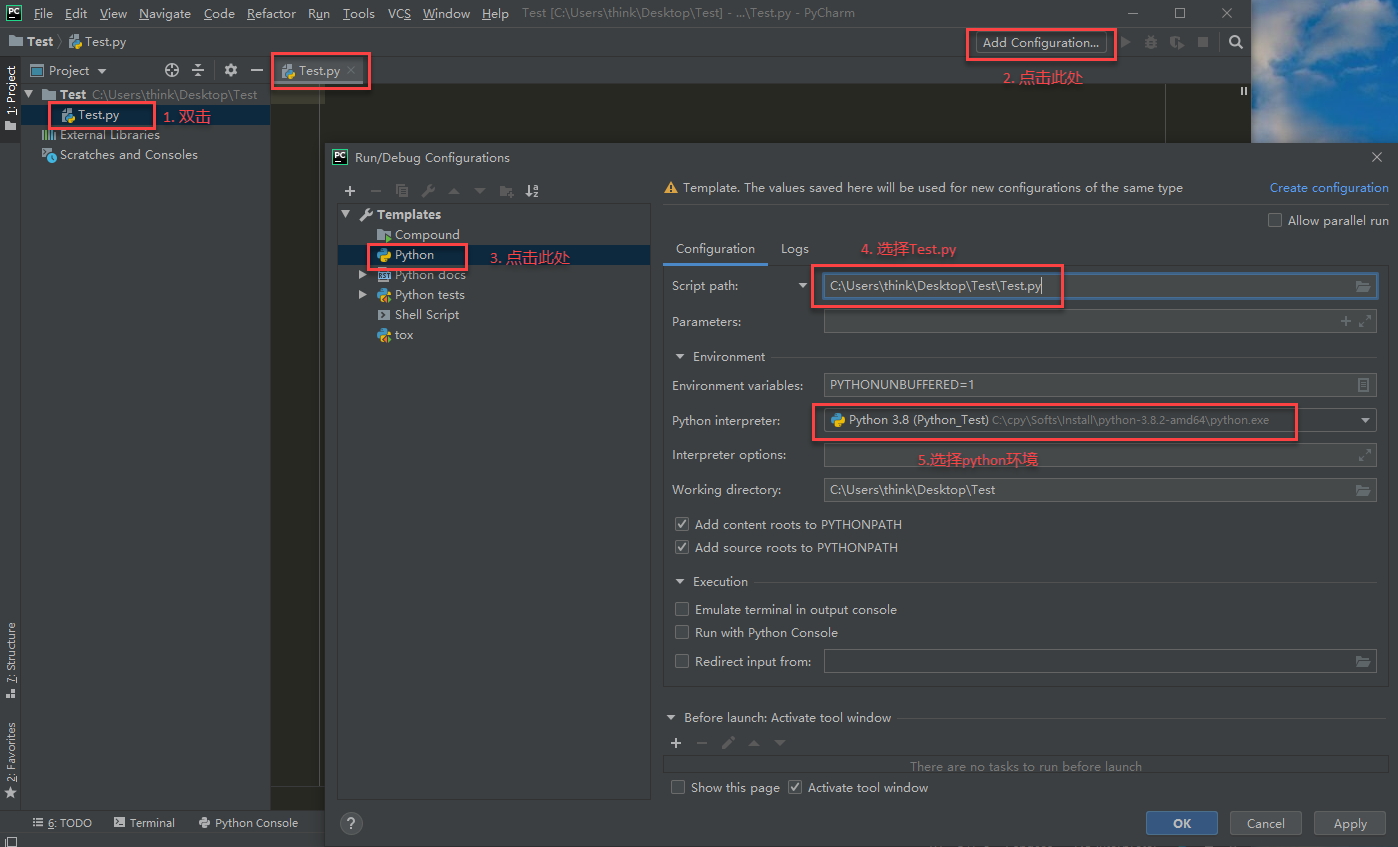 PC File Edit View Navigate Code Refactor Run Tools VCS Window Help Test [C:\Users\think\Desktop\Test] - ...\Test.py - PyCharm
Test Test.py Add Configuration...
2. 点击此处
1: Project
Project
Test.py
Test C:\Users\think\Desktop\Test
Test.py 1. 双击
External Libraries
Scratches and Consoles
PC Run/Debug Configurations
Template. The values saved here will be used for new configurations of the same type Create configuration
Allow parallel run
Templates
Compound
Python 3. 点击此处
Python docs
Python tests
Shell Script
tox
Configuration Logs 4. 选择Test.py
Script path: C:\Users\think\Desktop\Test\Test.py
Parameters:
Environment
Environment variables: PYTHONUNBUFFERED=1
Python interpreter: Python 3.8 (Python_Test) C:\cpy\Softs\Install\python-3.8.2-amd64\python.exe
Interpreter options: 5.选择python环境
Working directory: C:\Users\think\Desktop\Test
Add content roots to PYTHONPATH
Add source roots to PYTHONPATH
Execution
Emulate terminal in output console
Run with Python Console
Redirect input from:
Before launch: Activate tool window
There are no tasks to run before launch
Show this page Activate tool window
7: Structure
2: Favorites
6: TODO Terminal Python Console
? OK Cancel Apply